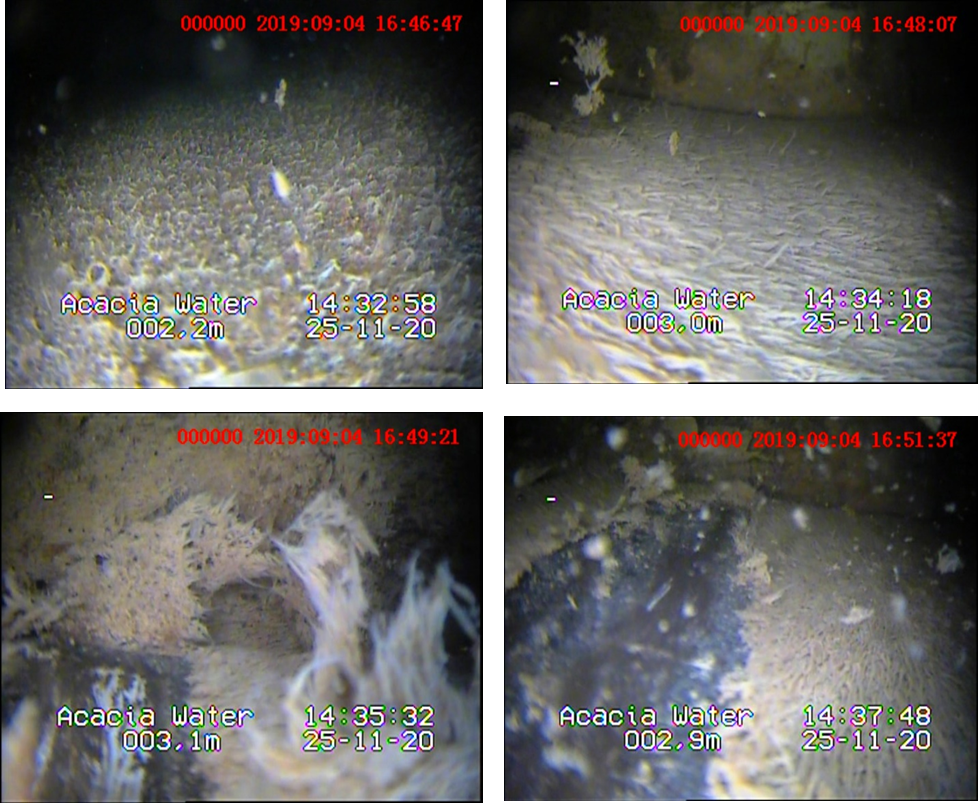 000000 2019:09:04 16:46:47
Acacia Water 14:32:58
002,2m 25-11-20
000000 2019:09:04 16:48:07
Acacia Water 14:34:18
003,0m 25-11-20
000000 2019:09:04 16:49:21
Acacia Water 14:35:32
003,1m 25-11-20
000000 2019:09:04 16:51:37
Acacia Water 14:37:48
002,9m 25-11-20